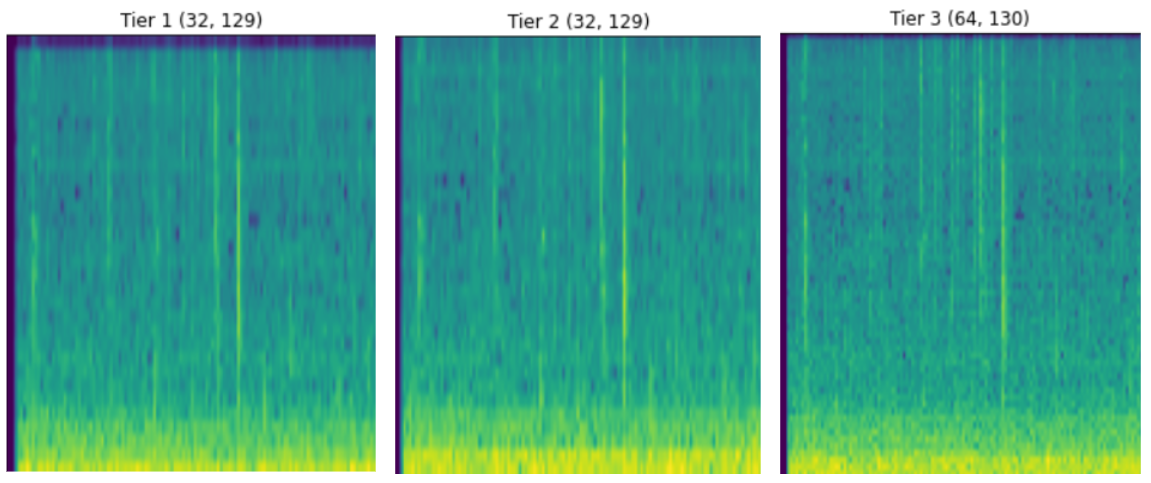 Tier 1 (32, 129)
Tier 2 (32, 129)
Tier 3 (64, 130)